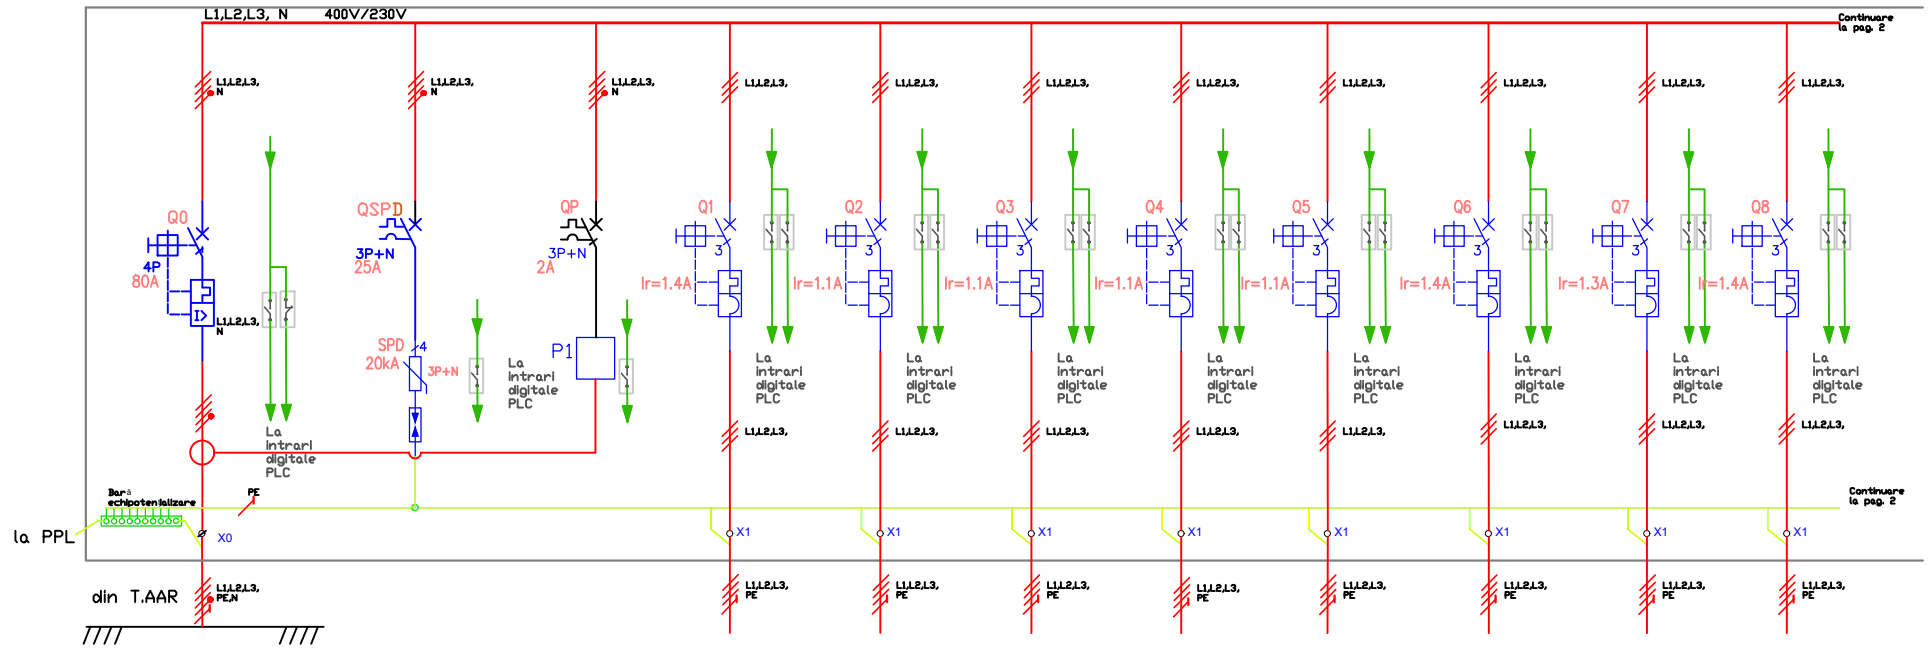 L1,L2,L3, N 400V/230V
Continuare
la pag. 2
L1,L2,L3,
N
L1,L2,L3,
N
L1,L2,L3,
N
L1,L2,L3,
L1,L2,L3,
L1,L2,L3,
L1,L2,L3,
L1,L2,L3,
L1,L2,L3,
L1,L2,L3,
L1,L2,L3,
Q0
4P
80A
I>
L1,L2,L3,
N
QSPD
3P+N
25A
QP
3P+N
2A
Q1
3
Ir=1.4A
Q2
3
Ir=1.1A
Q3
3
Ir=1.1A
Q4
3
Ir=1.1A
Q5
3
Ir=1.1A
Q6
3
Ir=1.4A
Q7
3
Ir=1.3A
Q8
3
Ir=1.4A
SPD
4
20kA
3P+N
P1
La
intrari
digitale
PLC
La
intrari
digitale
PLC
La
intrari
digitale
PLC
La
intrari
digitale
PLC
La
intrari
digitale
PLC
La
intrari
digitale
PLC
La
intrari
digitale
PLC
La
intrari
digitale
PLC
La
intrari
digitale
PLC
La
intrari
digitale
PLC
L1,L2,L3,
L1,L2,L3,
L1,L2,L3,
L1,L2,L3,
L1,L2,L3,
L1,L2,L3,
L1,L2,L3,
L1,L2,L3,
Bară
echipotenjializare
PE
Continuare
la pag. 2
la PPL
X0
X1
X1
X1
X1
X1
X1
X1
X1
din T.AAR
L1,L2,L3,
PE,N
L1,L2,L3,
PE
L1,L2,L3,
PE
L1,L2,L3,
PE
L1,L2,L3,
PE
L1,L2,L3,
PE
L1,L2,L3,
PE
L1,L2,L3,
PE
L1,L2,L3,
PE